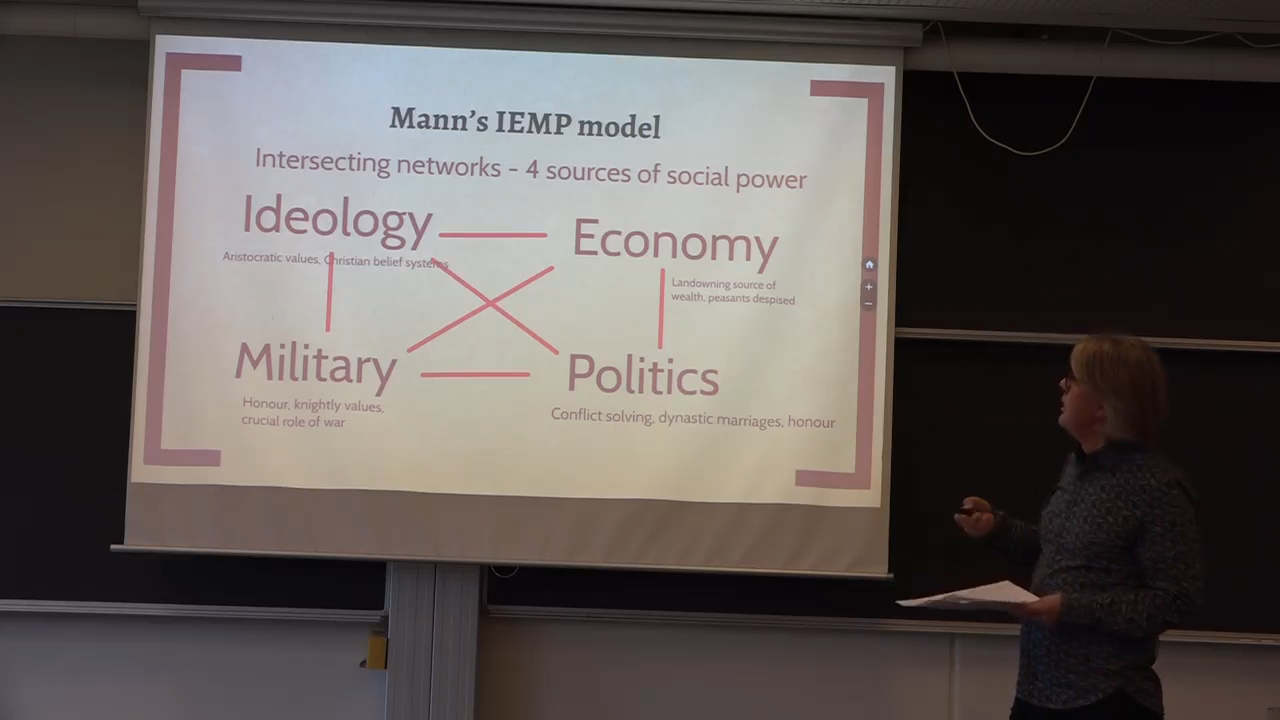 Mann's IEMP model
Intersecting networks - 4 sources of social power
Ideology
Aristocratic values, Christian belief systems
Economy
Landowning source of
wealth, peasants despised
Military
Honour, knightly values,
crucial role of war
Politics
Conflict solving, dynastic marriages, honour